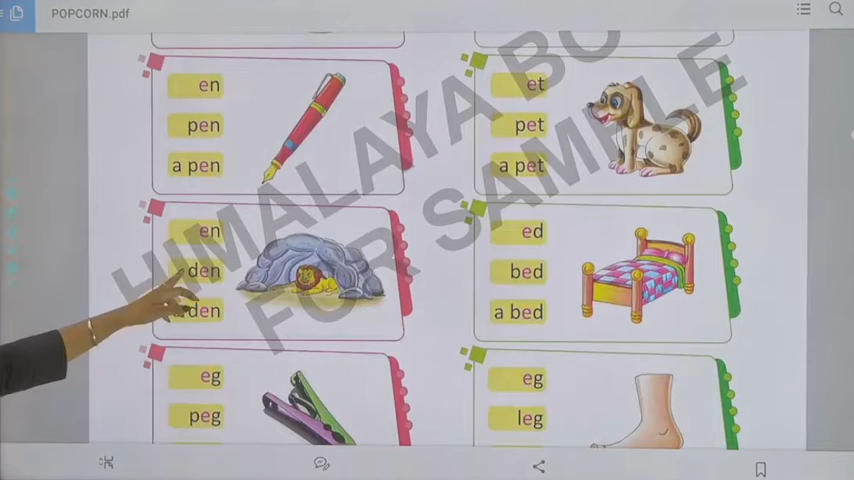 POPCORN.pdf
en
pen
a pen
et
pet
a pet
en
den
den
ed
bed
a bed
eg
peg
eg
leg
HIMALAYA BO
FOR SAMPLE